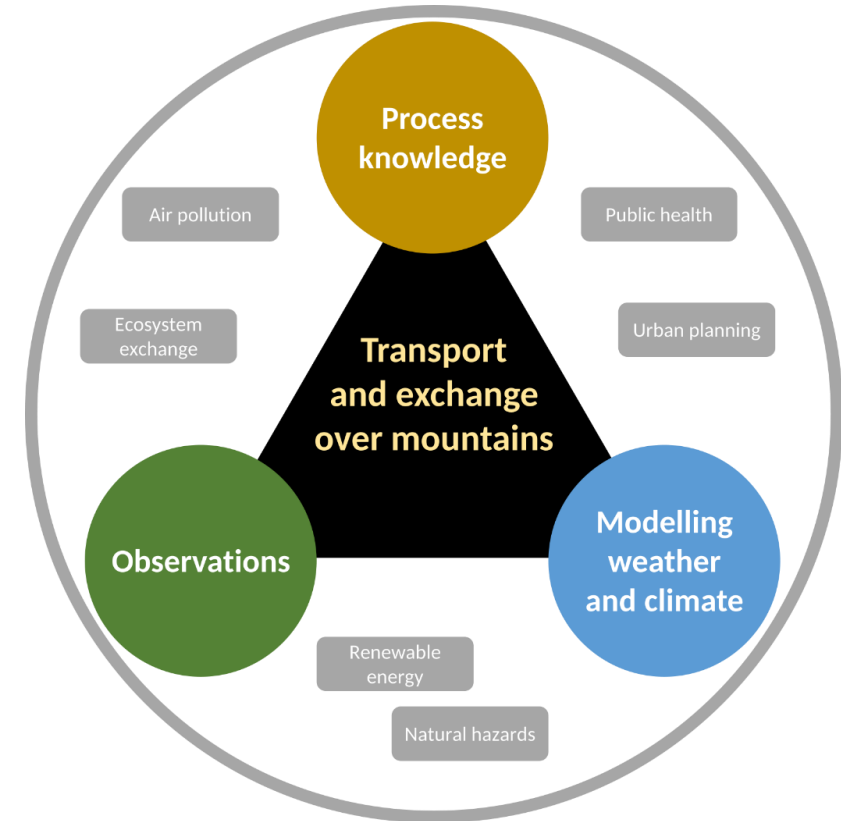 Process
knowledge
Air pollution
Public health
Ecosystem
exchange
Urban planning
Transport
and exchange
over mountains
Observations
Modelling
weather
and climate
Renewable
energy
Natural hazards